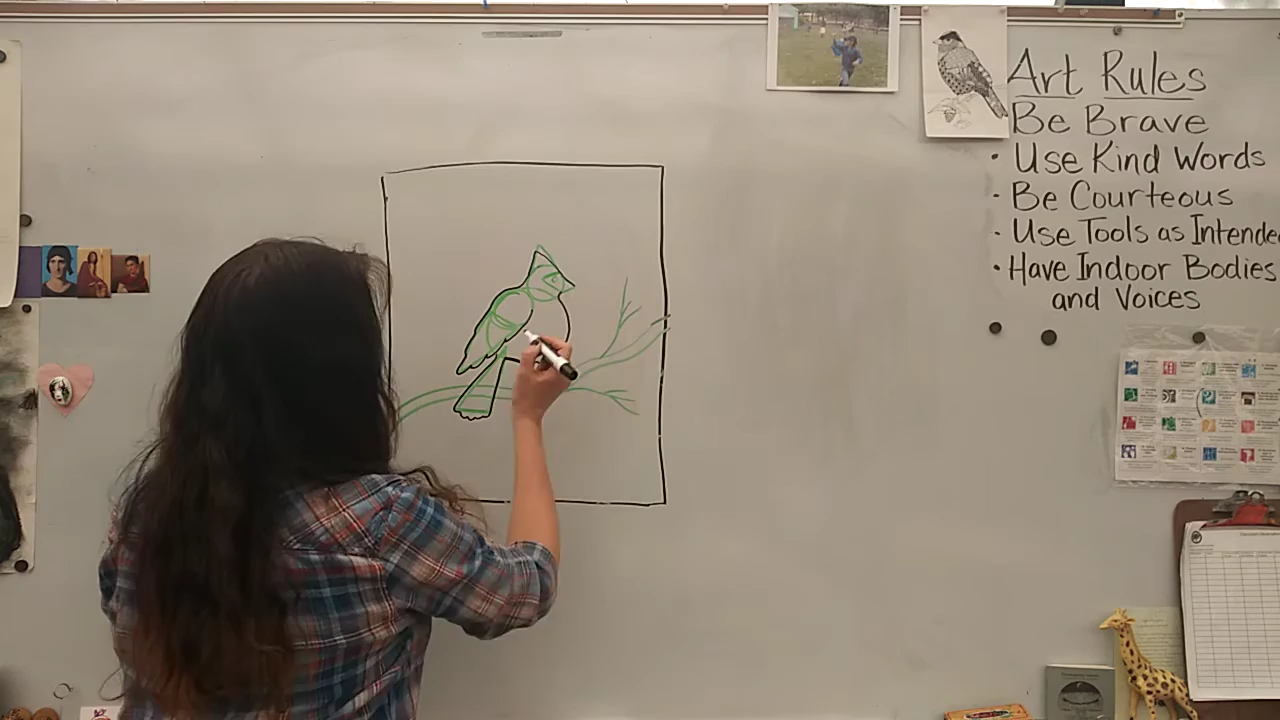 Art Rules
Be Brave
• Use Kind Words
- Be Courteous
- Use Tools as Intende
• Have Indoor Bodies
and Voices